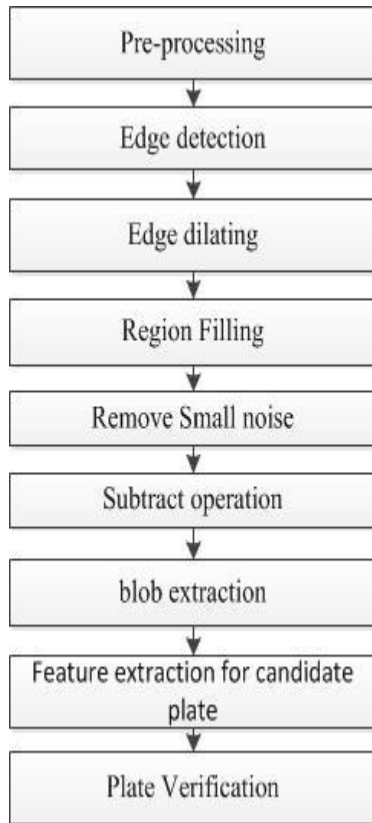 Pre-processing
Edge detection
Edge dilating
Region Filling
Remove Small noise
Subtract operation
blob extraction
Feature extraction for candidate
plate
Plate Verification